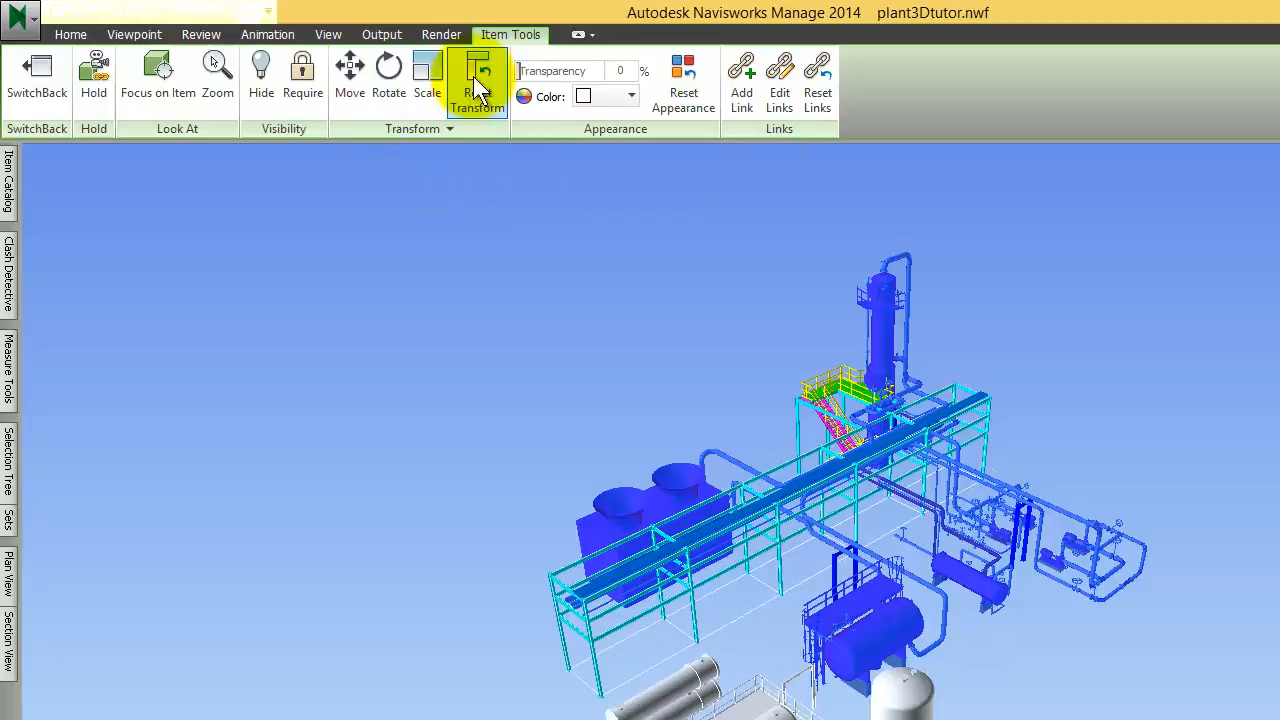 Autodesk Navisworks Manage 2014 plant3Dtutor.nwf
Home Viewpoint Review Animation View Output Render Item Tools
SwitchBack
Hold
Focus on Item
Zoom
Hide
Require
Move
Rotate
Scale
Reset
Transform
Transparency 0 %
Color:
Reset
Appearance
Add
Link
Edit
Links
Reset
Links
SwitchBack Hold Look At Visibility Transform Appearance Links
Item Catalog
Clash Detective
Measure Tools
Selection Tree
Sets
Plan View
Section View